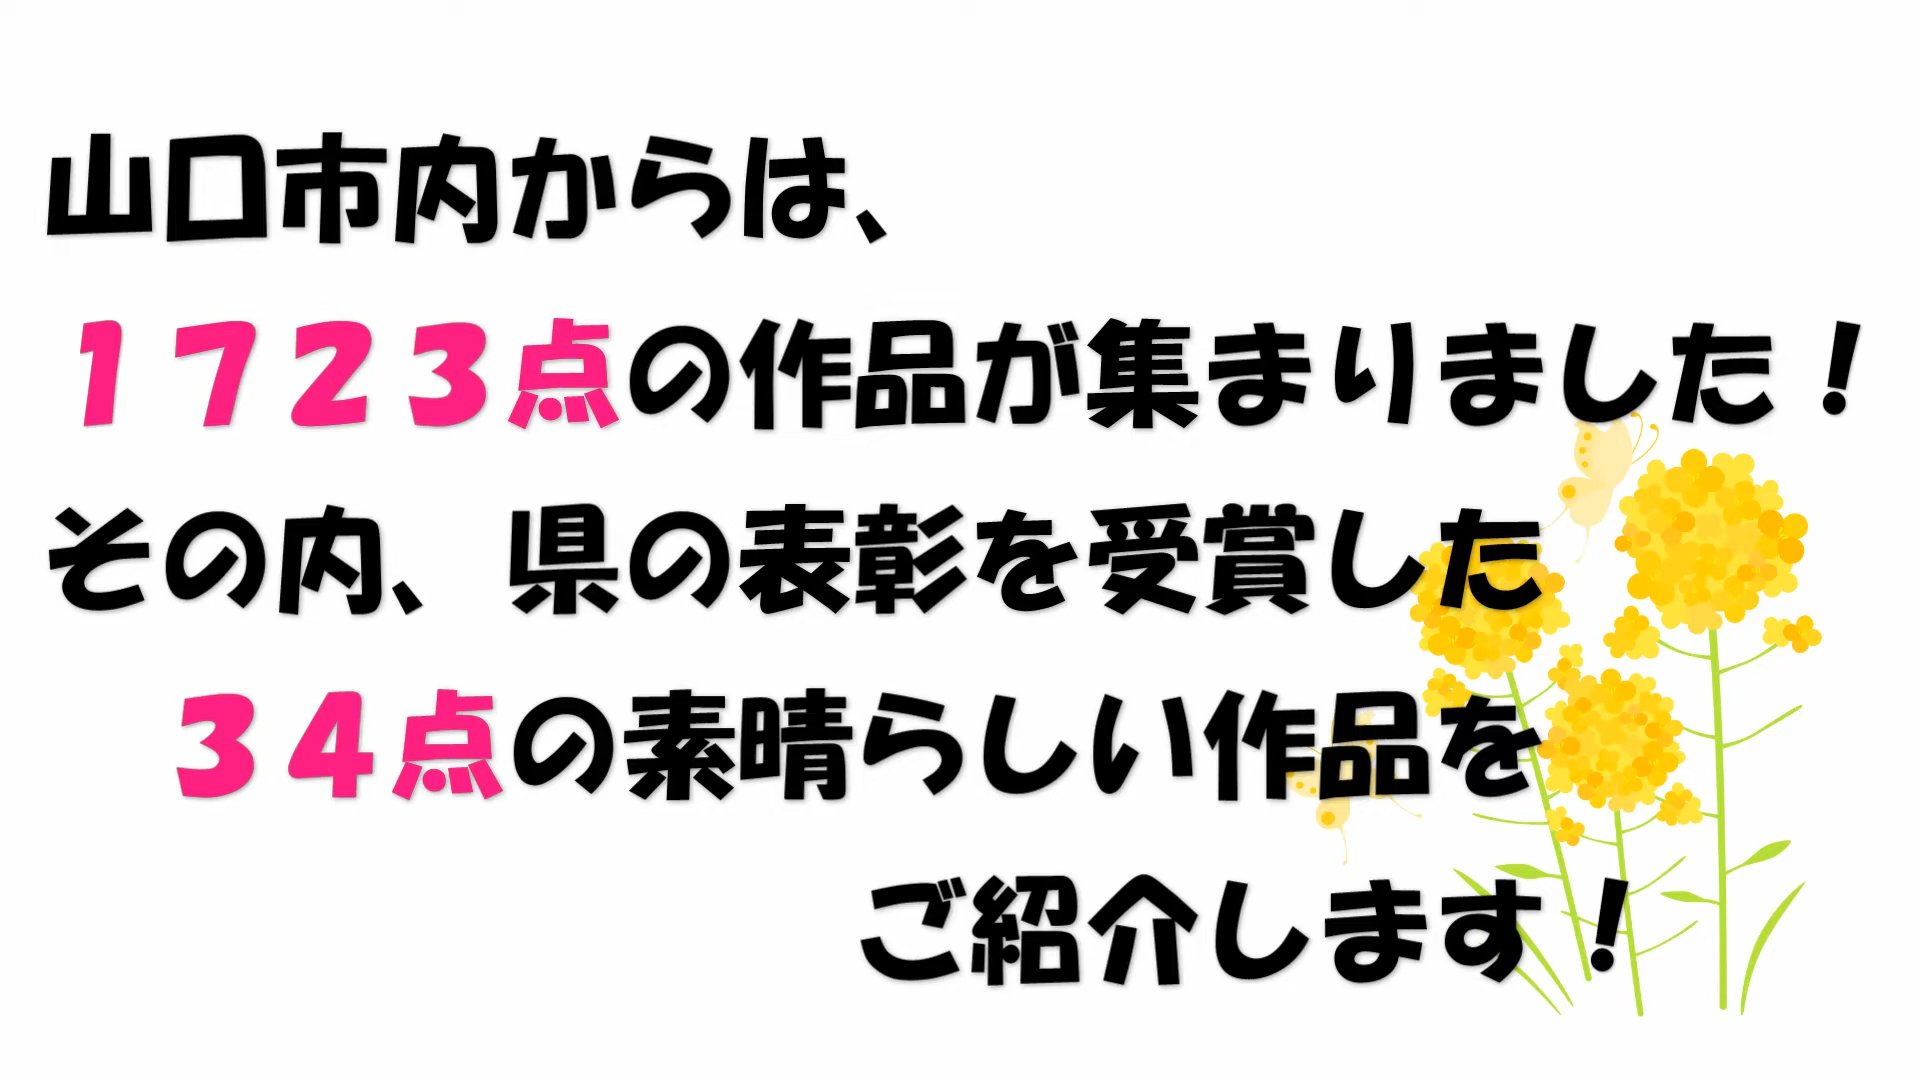 山口市内からは、
１７２３点の作品が集まりました！
その内、県の表彰を受賞した
３４点の素晴らしい作品を
ご紹介します！